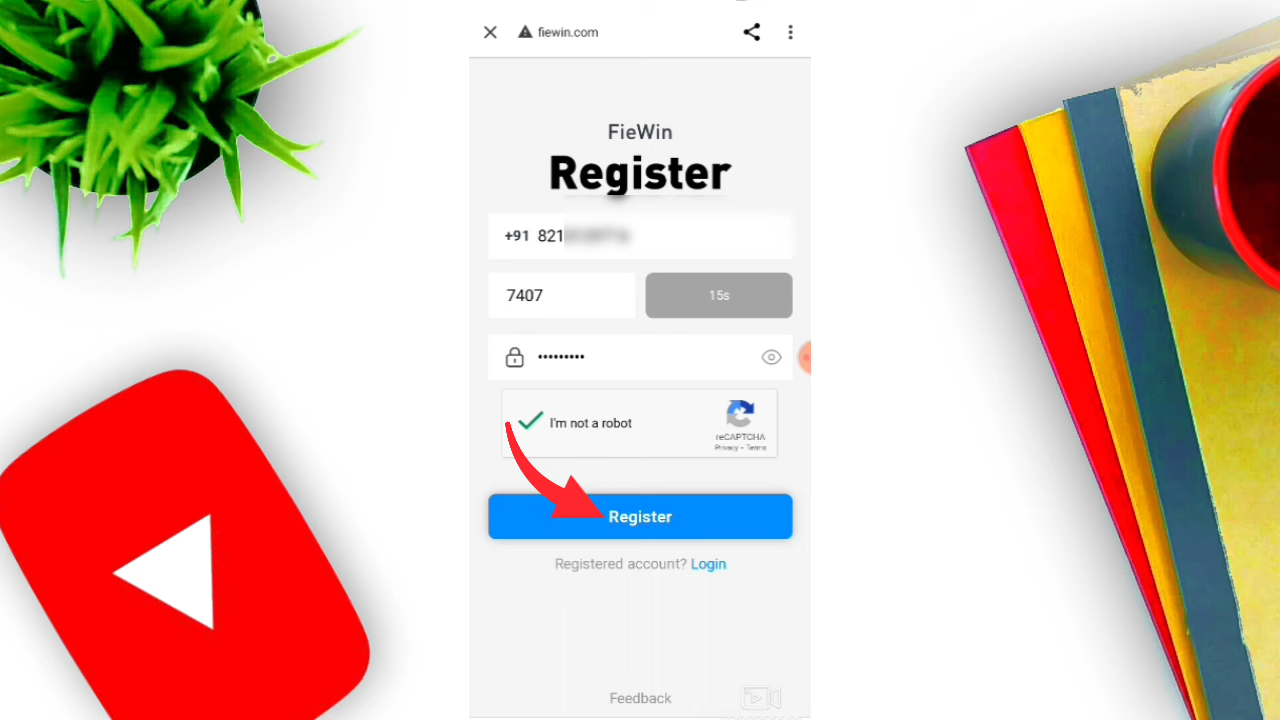 fiewin.com
FieWin
Register
+91 821
7407
15s
•••••••••
I'm not a robot
reCAPTCHA
Privacy - Terms
Register
Registered account? Login
Feedback